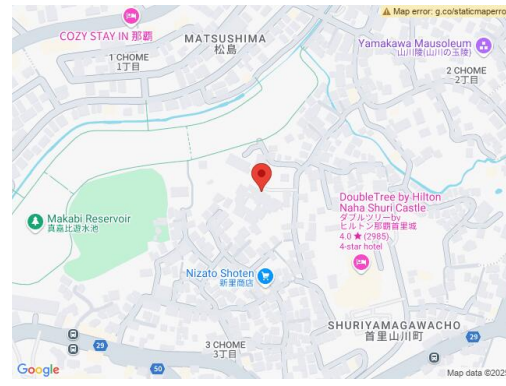 Map error: g.co/staticmaperro
COZY STAY IN 那覇
MATSUSHIMA
松島
1 CHOME
1丁目
Yamakawa Mausoleum
山川陵(山川の玉陵)
2 CHOME
2丁目
Makabi Reservoir
真嘉比遊水池
DoubleTree by Hilton
Naha Shuri Castle
ダブルツリーby
ヒルトン那覇首里城
4.0 ★ (2985)
4-star hotel
Nizato Shoten
新里商店
SHURIYAMAGAWACHO
首里山川町
3 CHOME
3丁目
29
29
29
50
Google
Map data ©2025